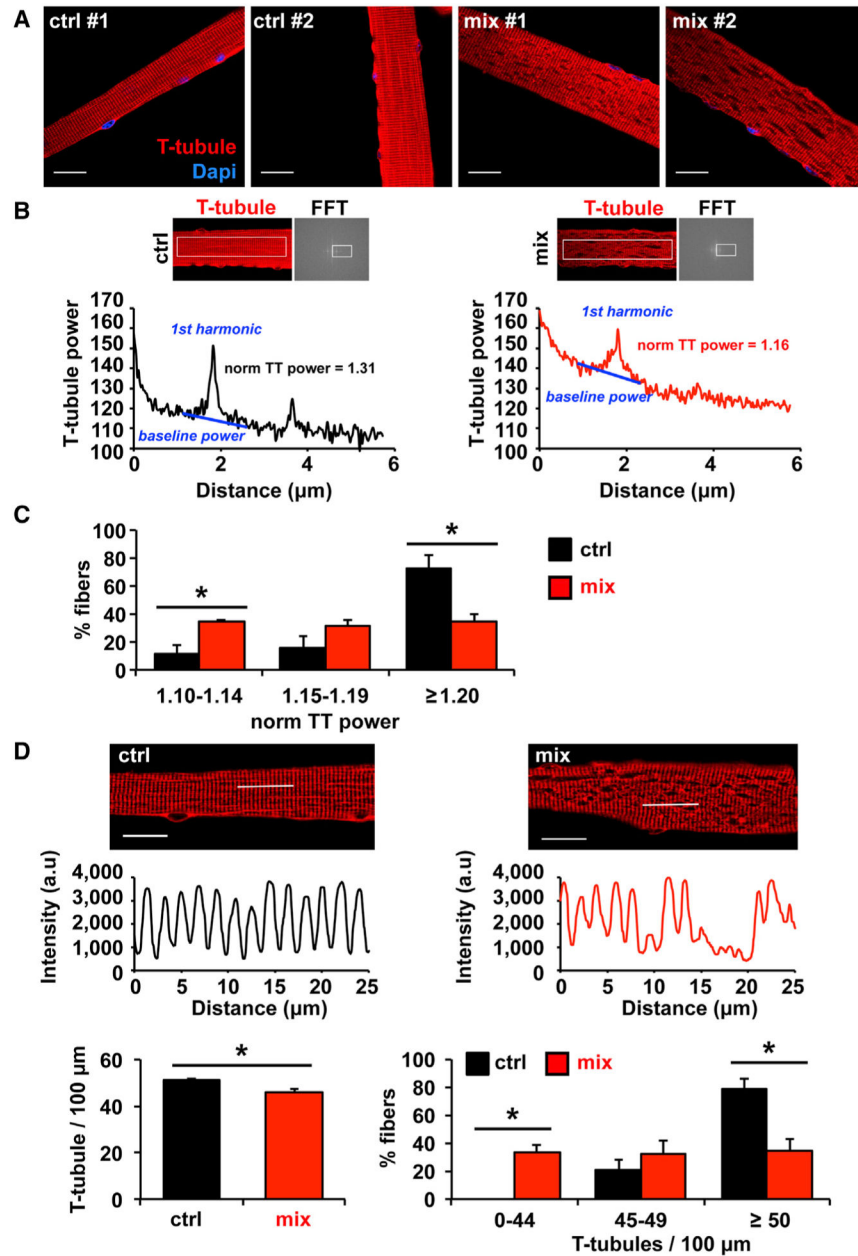 A
ctrl #1
ctrl #2
mix #1
mix #2
T-tubule
Dapi
B
T-tubule
FFT
ctrl
T-tubule power
170
160
150
140
130
120
110
100
1st harmonic
norm TT power = 1.31
baseline power
0
2
4
6
Distance (µm)
T-tubule
FFT
mix
T-tubule power
170
160
150
140
130
120
110
100
1st harmonic
norm TT power = 1.16
baseline power
0
2
4
6
Distance (µm)
C
% fibers
100
80
60
40
20
0
*
*
ctrl
mix
1.10-1.14
1.15-1.19
≥1.20
norm TT power
D
ctrl
Intensity (a.u)
4,000
3,000
2,000
1,000
0
0
5
10
15
20
25
Distance (µm)
mix
Intensity (a.u)
4,000
3,000
2,000
1,000
0
0
5
10
15
20
25
Distance (µm)
T-tubule / 100 µm
60
40
20
0
*
ctrl
mix
% fibers
100
80
60
40
20
0
ctrl
mix
*
*
0-44
45-49
≥ 50
T-tubules / 100 µm